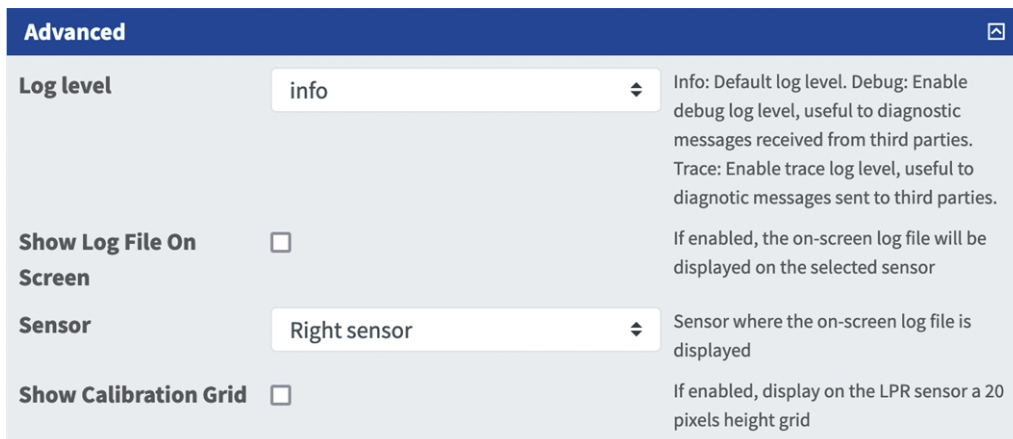 Advanced
Log level
info
Info: Default log level. Debug: Enable
debug log level, useful to diagnostic
messages received from third parties.
Trace: Enable trace log level, useful to
diagnotic messages sent to third parties.
Show Log File On
Screen
If enabled, the on-screen log file will be
displayed on the selected sensor
Sensor
Right sensor
Sensor where the on-screen log file is
displayed
Show Calibration Grid
If enabled, display on the LPR sensor a 20
pixels height grid